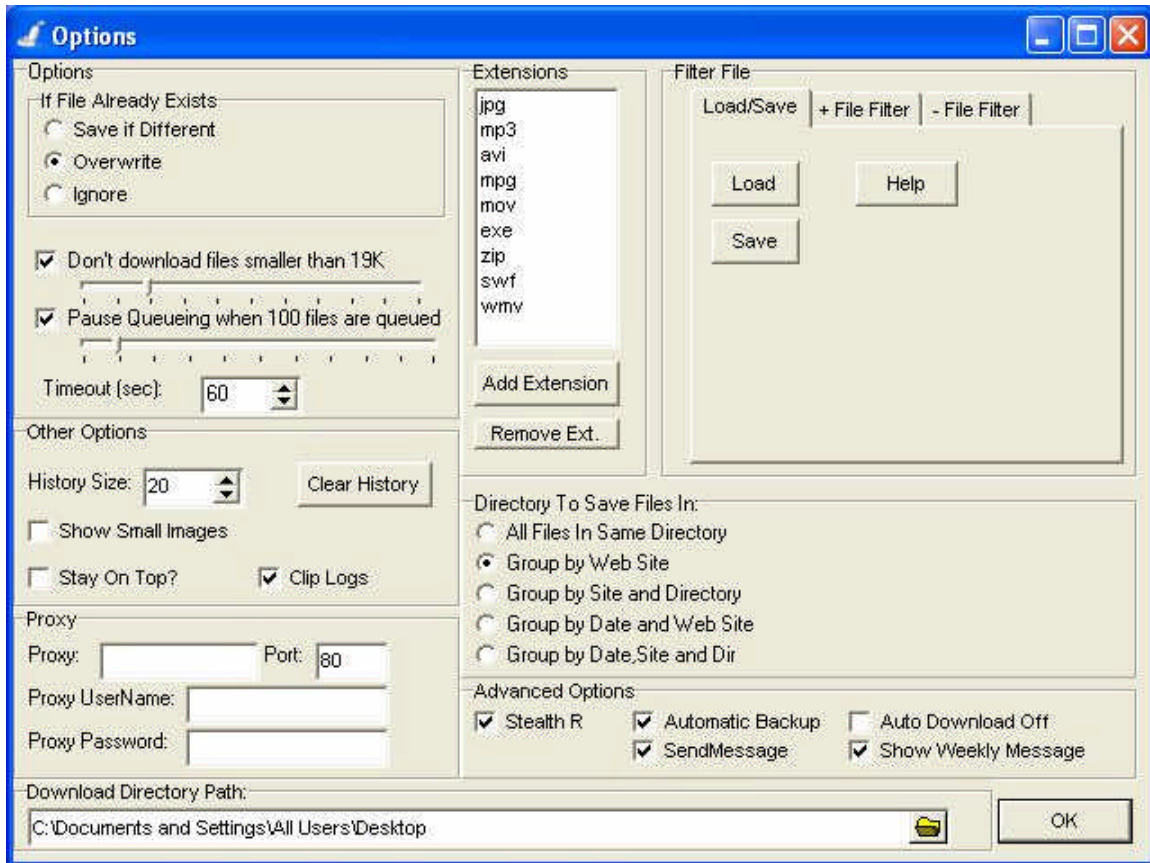 Options
Options
If File Already Exists
Save if Different
Overwrite
Ignore
Don't download files smaller than 19K
Pause Queueing when 100 files are queued
Timeout (sec):
60
Other Options
History Size:
20
Clear History
Show Small Images
Stay On Top?
Clip Logs
Proxy
Proxy:
Port:
80
Proxy UserName:
Proxy Password:
Extensions
jpg
mp3
avi
mpg
mov
exe
zip
swf
wmv
Add Extension
Remove Ext.
Filter File
Load/Save
+ File Filter
- File Filter
Load
Help
Save
Directory To Save Files In:
All Files In Same Directory
Group by Web Site
Group by Site and Directory
Group by Date and Web Site
Group by Date,Site and Dir
Advanced Options
Stealth R
Automatic Backup
Auto Download Off
SendMessage
Show Weekly Message
Download Directory Path:
C:\Documents and Settings\All Users\Desktop
OK